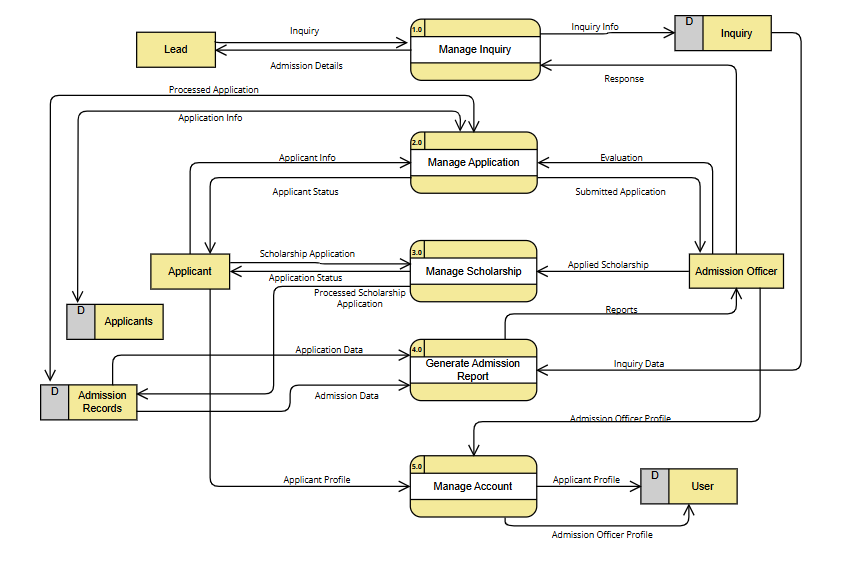 Inquiry
Inquiry Info
D
Inquiry
1.0
Manage Inquiry
Lead
Admission Details
Response
Processed Application
Application Info
2.0
Manage Application
Applicant Info
Evaluation
Applicant Status
Submitted Application
3.0
Manage Scholarship
Scholarship Application
Applicant
Application Status
Applied Scholarship
Admission Officer
Processed Scholarship
Application
D
Applicants
Reports
4.0
Generate Admission
Report
Application Data
Inquiry Data
D
Admission
Records
Admission Data
Admission Officer Profile
5.0
Manage Account
Applicant Profile
Applicant Profile
D
User
Admission Officer Profile